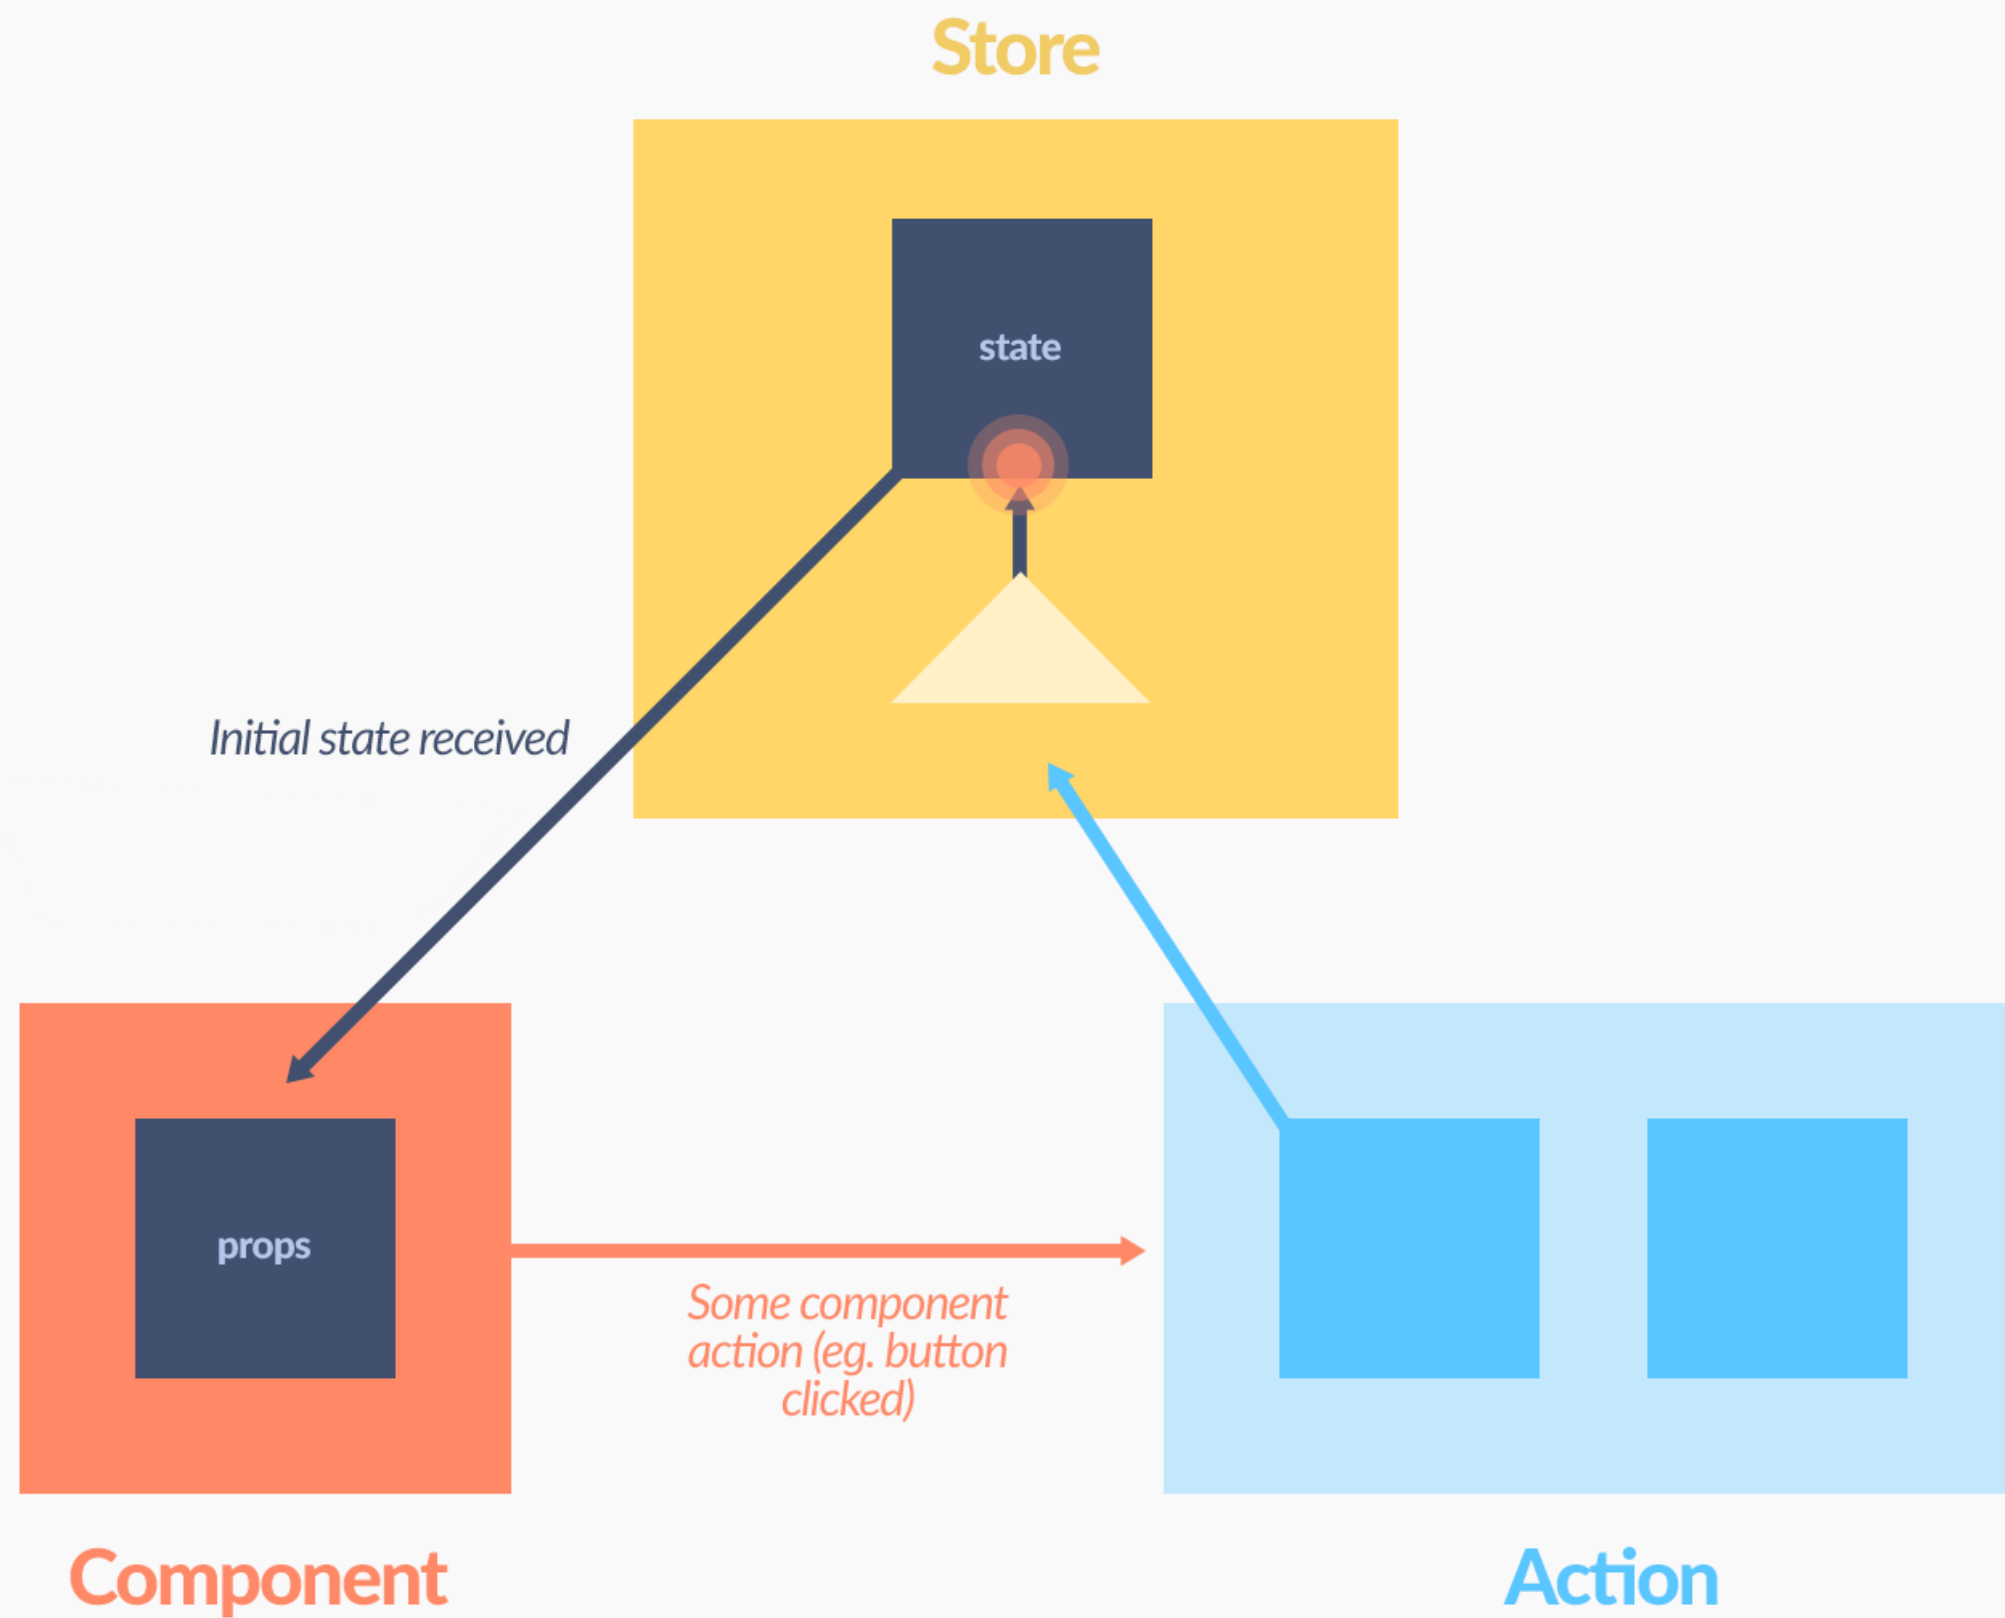 Store
state
Initial state received
props
Some component
action (eg. button
clicked)
Component
Action